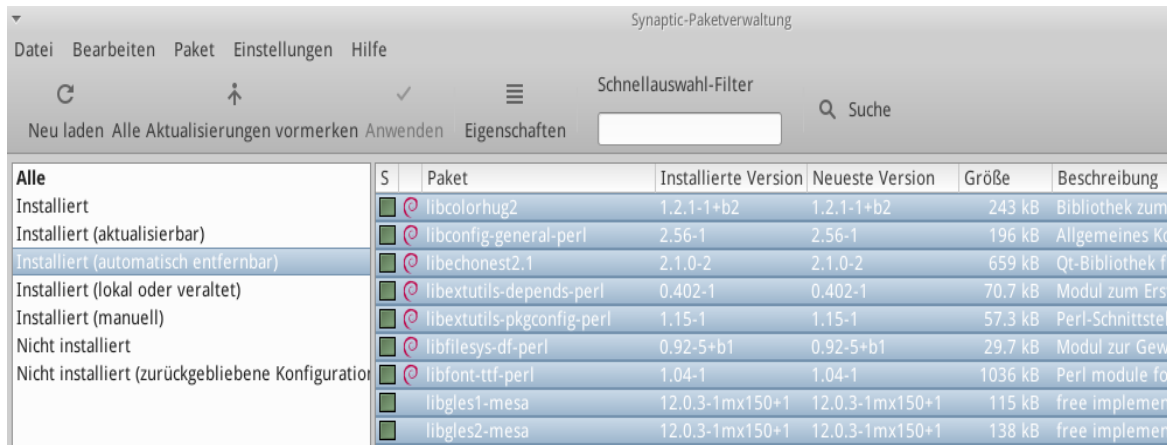 Synaptic-Paketverwaltung
Datei Bearbeiten Paket Einstellungen Hilfe
Schnellauswahl-Filter
Suche
Neu laden Alle Aktualisierungen vormerken Anwenden Eigenschaften
Alle
Installiert
Installiert (aktualisierbar)
Installiert (automatisch entfernbar)
Installiert (lokal oder veraltet)
Installiert (manuell)
Nicht installiert
Nicht installiert (zurückgebliebene Konfiguration
S Paket Installierte Version Neueste Version Größe Beschreibung
libcolorhug2 1.2.1-1+b2 1.2.1-1+b2 243 kB Bibliothek zum
libconfig-general-perl 2.56-1 2.56-1 196 kB Allgemeines Ko
libechonest2.1 2.1.0-2 2.1.0-2 659 kB Qt-Bibliothek f
libextutils-depends-perl 0.402-1 0.402-1 70.7 kB Modul zum Ers
libextutils-pkgconfig-perl 1.15-1 1.15-1 57.3 kB Perl-Schnittste
libfilesys-df-perl 0.92-5+b1 0.92-5+b1 29.7 kB Modul zur Gew
libfont-ttf-perl 1.04-1 1.04-1 1036 kB Perl module fo
libgles1-mesa 12.0.3-1mx150+1 12.0.3-1mx150+1 115 kB free implemen
libgles2-mesa 12.0.3-1mx150+1 12.0.3-1mx150+1 138 kB free implemen